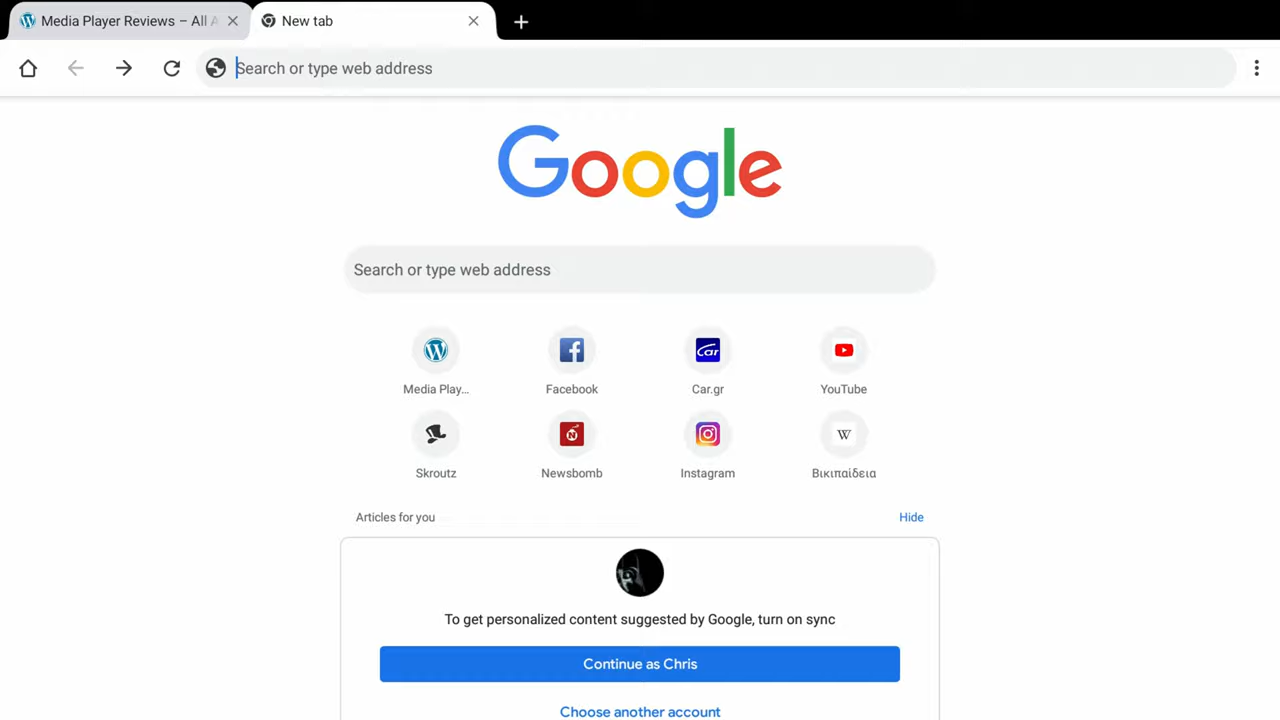 Media Player Reviews – All A
New tab
Search or type web address
Google
Search or type web address
Car
Media Play...
Facebook
Car.gr
YouTube
W
Skroutz
Newsbomb
Instagram
Βικιπαίδεια
Articles for you
Hide
To get personalized content suggested by Google, turn on sync
Continue as Chris
Choose another account